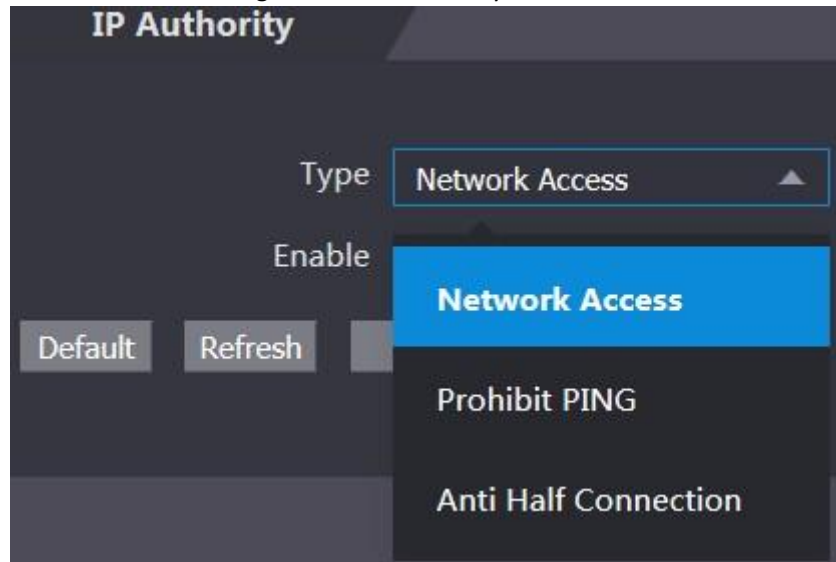 IP Authority
Type Network Access
Enable
Network Access
Default Refresh
Prohibit PING
Anti Half Connection